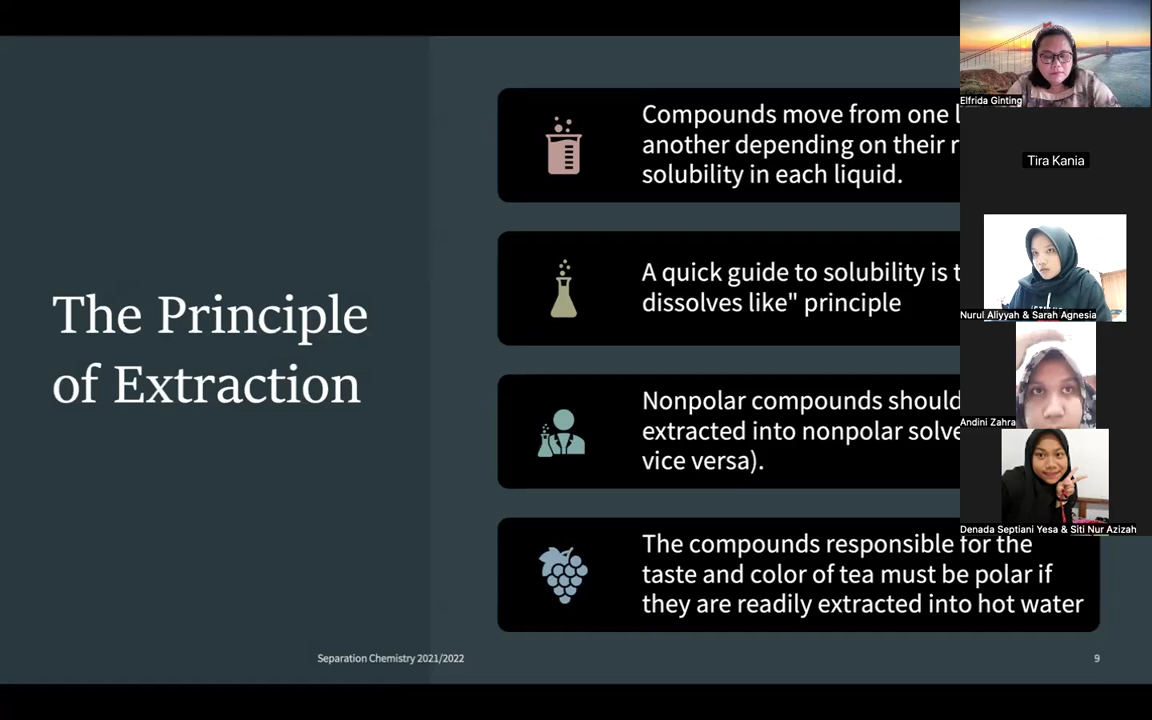 The Principle
of Extraction
Compounds move from one
another depending on their
solubility in each liquid.
A quick guide to solubility is
dissolves like" principle
Nonpolar compounds should
extracted into nonpolar
vice versa).
The compounds responsible for the
taste and color of tea must be polar if
they are readily extracted into hot water
Separation Chemistry 2021/2022
9
Elfrida Ginting
Tira Kania
Nurul Aliyyah & Sarah Agnesia
Andini Zahra
Denada Septiani Yesa & Siti Nur Azizah